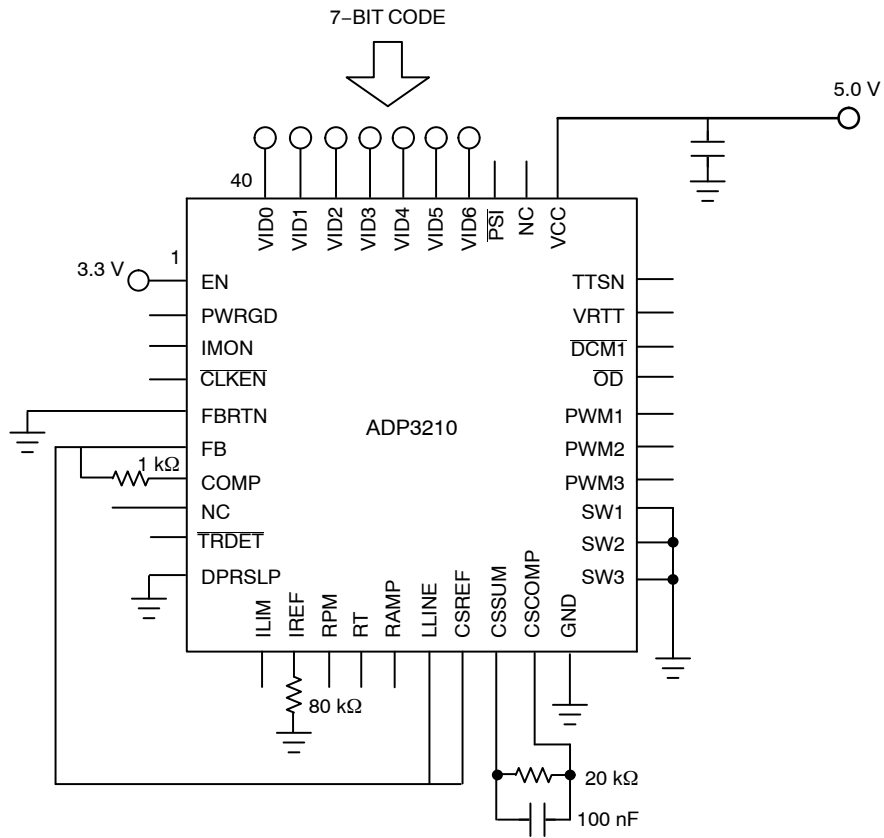 7−BIT CODE
5.0 V
40
VID0
VID1
VID2
VID3
VID4
VID5
VID6
PSI
NC
VCC
3.3 V
1
EN
PWRGD
IMON
CLKEN
FBRTN
FB
1 kΩ
COMP
NC
TRDET
DPRSLP
ADP3210
TTSN
VRTT
DCM1
OD
PWM1
PWM2
PWM3
SW1
SW2
SW3
ILIM
IREF
RPM
RT
RAMP
LLINE
CSREF
CSSUM
CSCOMP
GND
80 kΩ
20 kΩ
100 nF